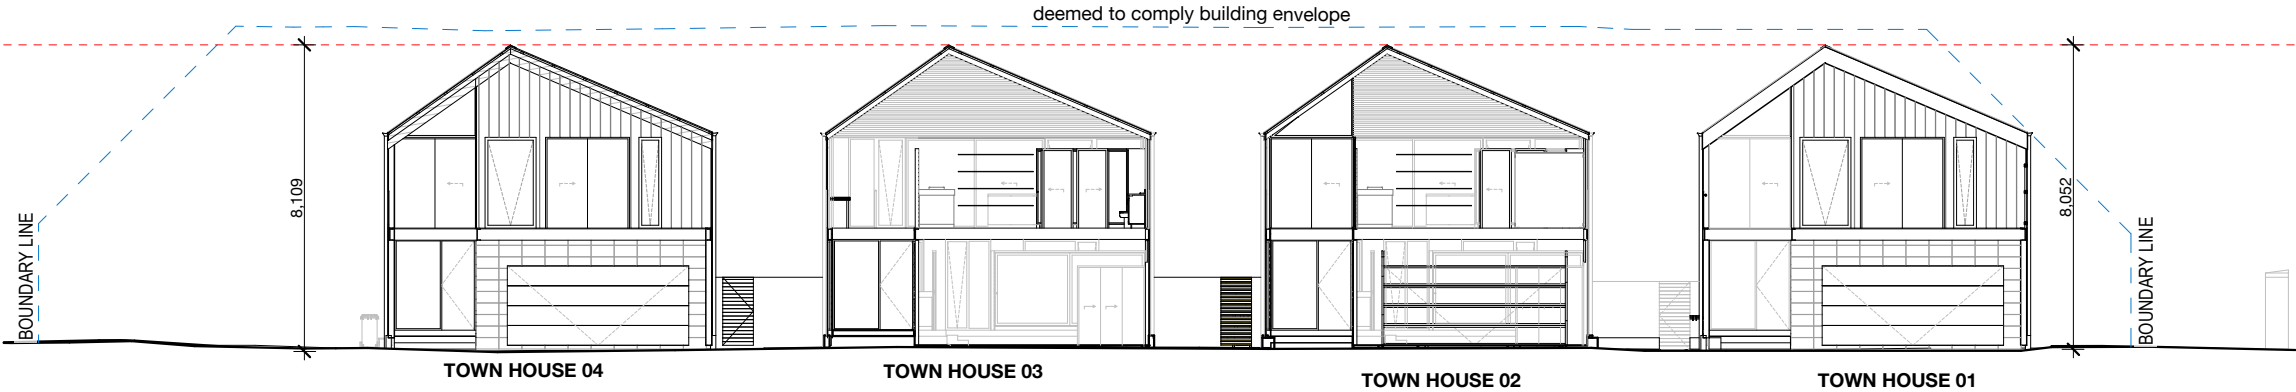 deemed to comply building envelope
BOUNDARY LINE
8,109
8,052
BOUNDARY LINE
TOWN HOUSE 04
TOWN HOUSE 03
TOWN HOUSE 02
TOWN HOUSE 01